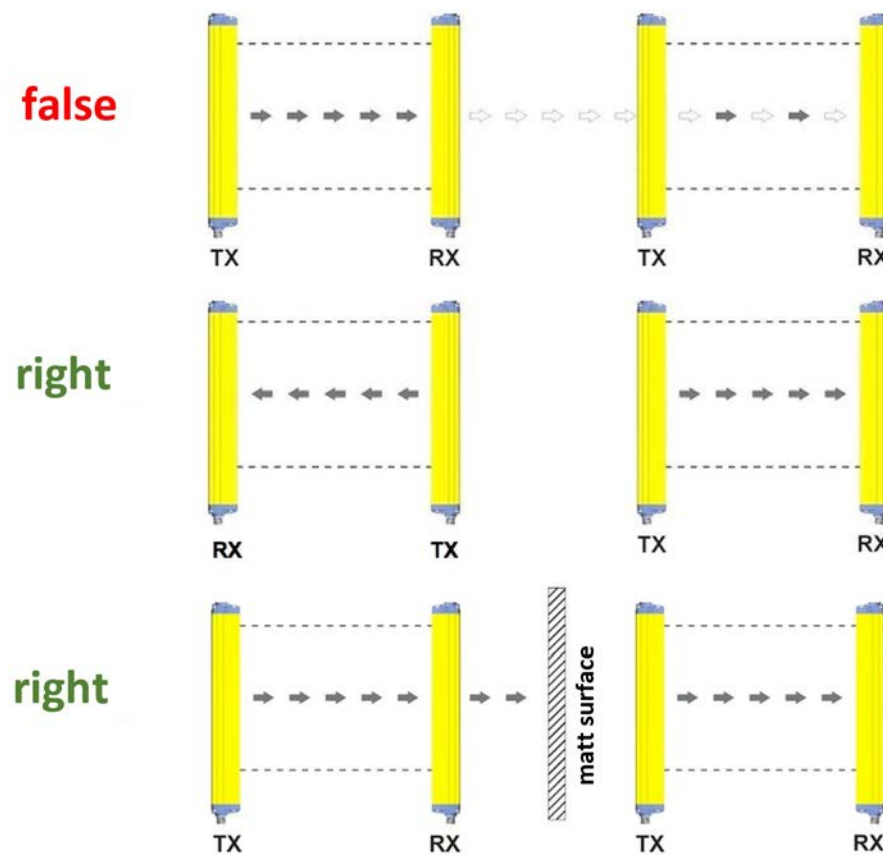 false
TX RX TX RX
right
RX TX TX RX
right
matt surface
TX RX TX RX